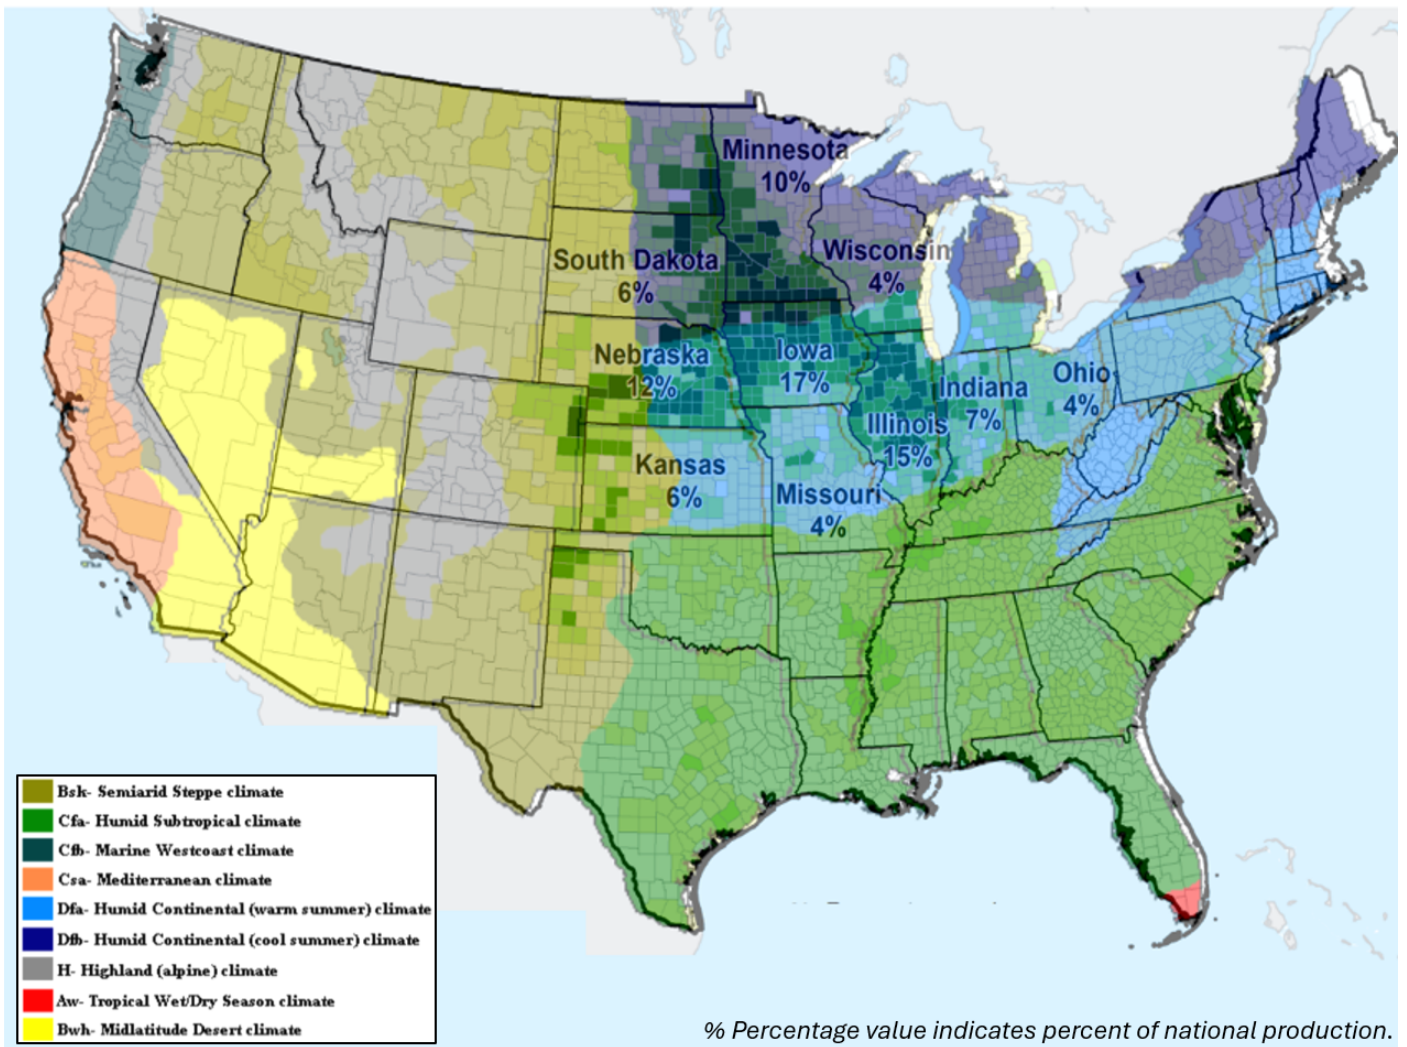 Minnesota
10%
Wisconsin
4%
South Dakota
6%
Nebraska
12%
Iowa
17%
Illinois
15%
Indiana
7%
Ohio
4%
Kansas
6%
Missouri
4%
Bsk- Semiarid Steppe climate
Cfa- Humid Subtropical climate
Cfb- Marine Westcoast climate
Csa- Mediterranean climate
Dfa- Humid Continental (warm summer) climate
Dfb- Humid Continental (cool summer) climate
H- Highland (alpine) climate
Aw- Tropical Wet/Dry Season climate
Bwh- Midlatitude Desert climate
% Percentage value indicates percent of national production.